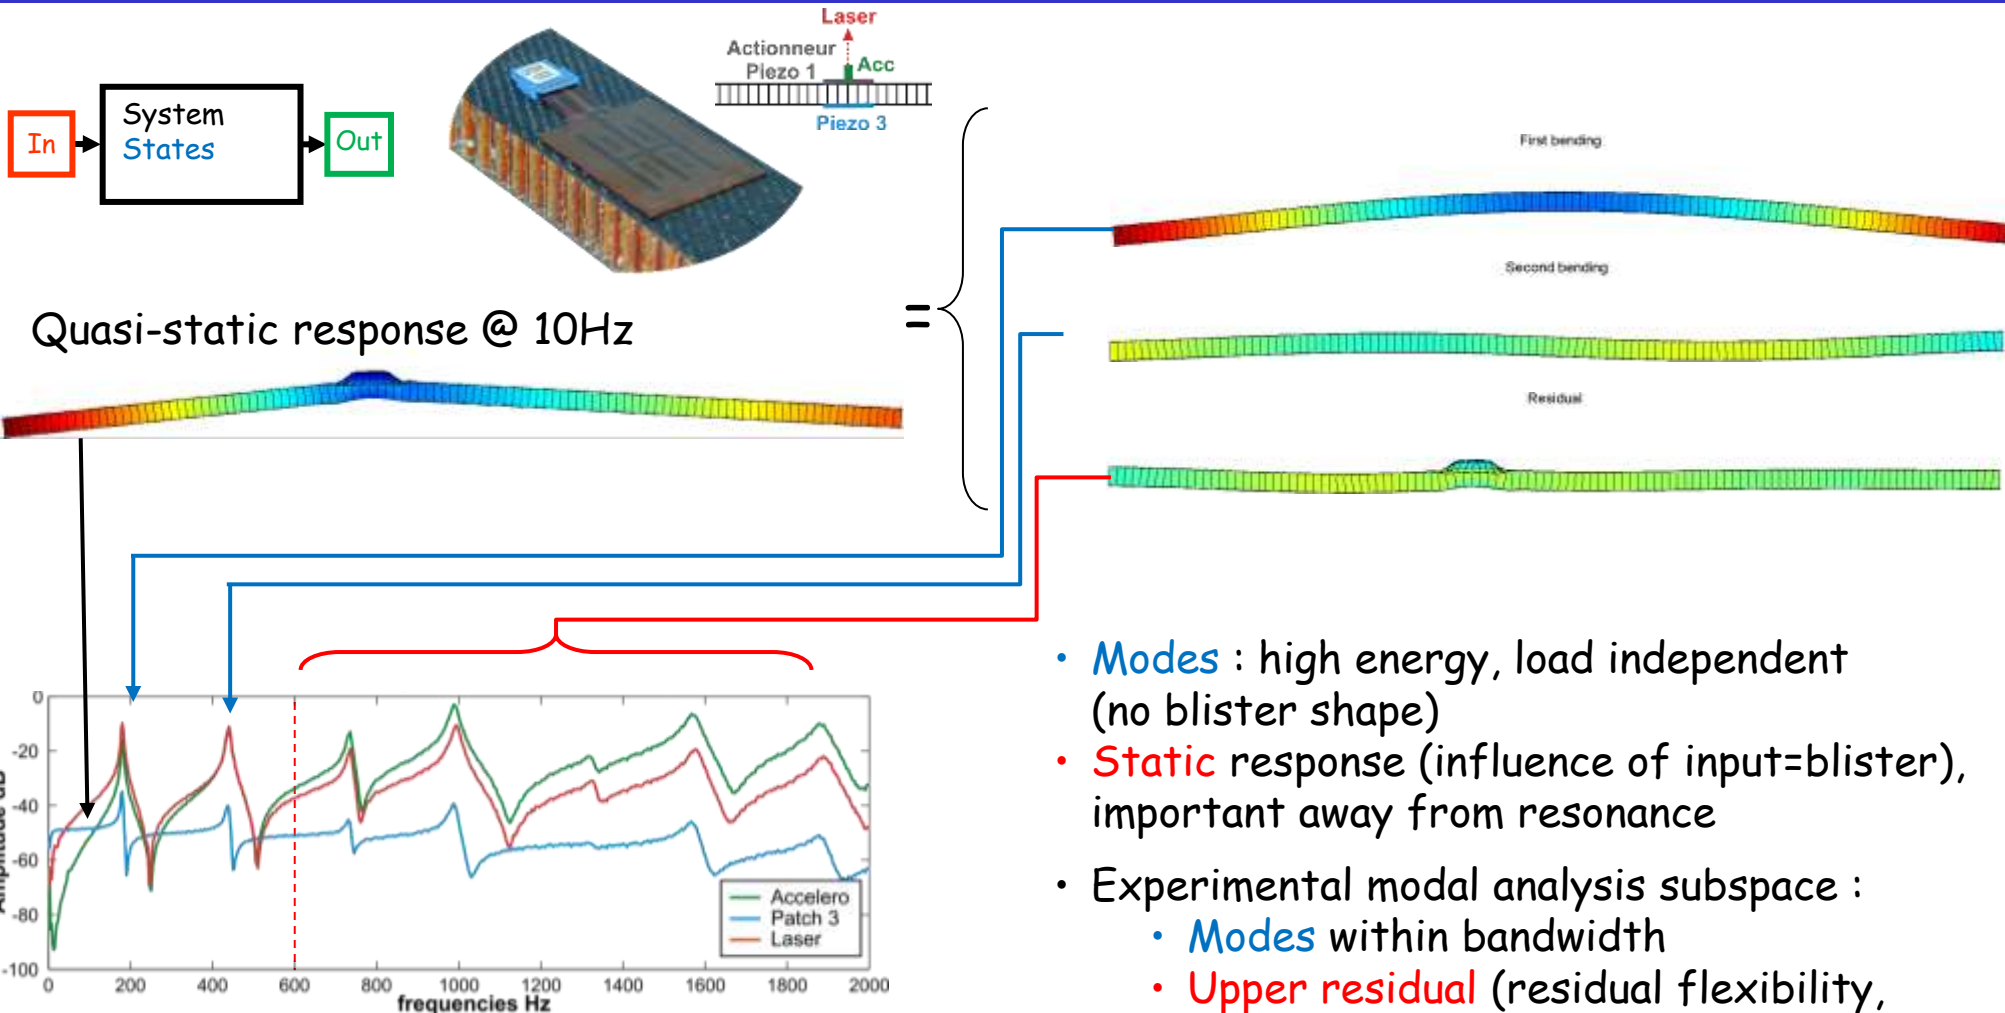 Laser
Actionneur
Piezo 1
Acc
Piezo 3
In
System
States
Out
First bending
Second bending
Quasi-static response @ 10Hz
=
Residual
• Modes : high energy, load independent
(no blister shape)
• Static response (influence of input=blister),
important away from resonance
• Experimental modal analysis subspace :
• Modes within bandwidth
• Upper residual (residual flexibility,
0
-20
-40
-60
-80
-100
Amplitude dB
Accelero
Patch 3
Laser
0 200 400 600 800 1000 1200 1400 1600 1800 2000
frequencies Hz